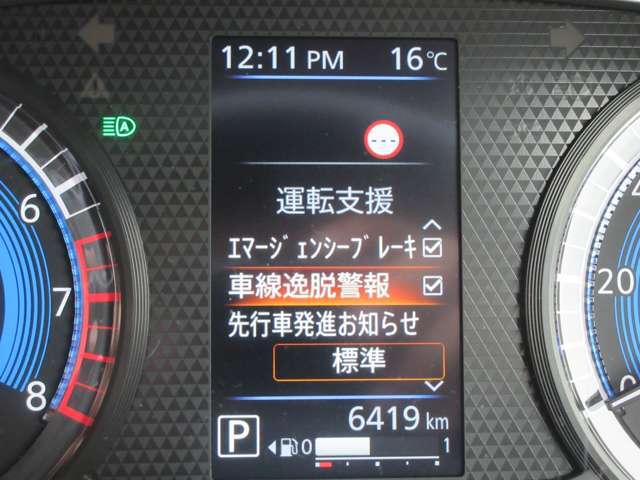 12:11 PM 16℃
---
運転支援
エマージェンシーブレーキ
車線逸脱警報
先行車発進お知らせ
標準
6419 km
P 0 1
A
6
7
8
20
0